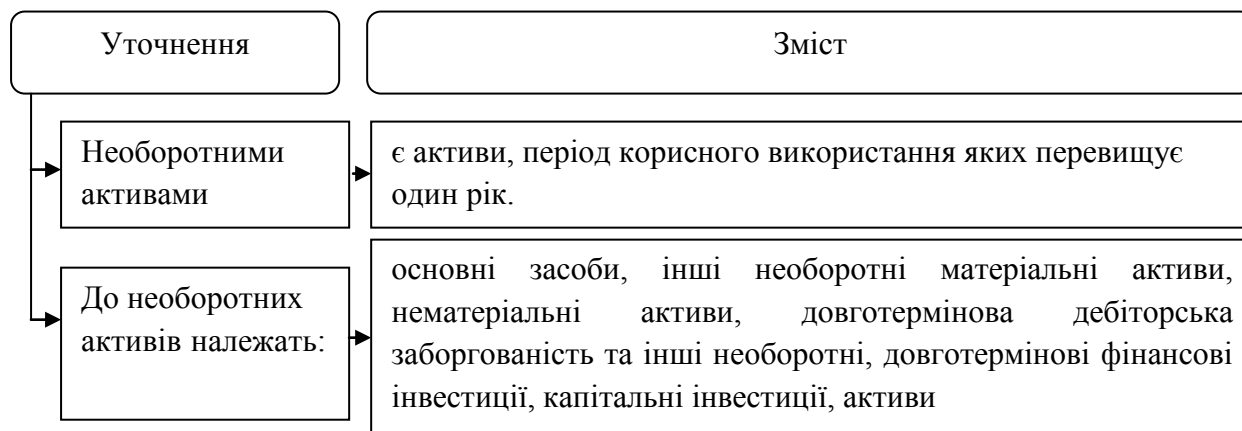 Уточнення
Зміст
Необоротними
активами
є активи, період корисного використання яких перевищує
один рік.
До необоротних
активів належать:
основні засоби, інші необоротні матеріальні активи,
нематеріальні активи, довготермінова дебіторська
заборгованість та інші необоротні, довготермінові фінансові
інвестиції, капітальні інвестиції, активи